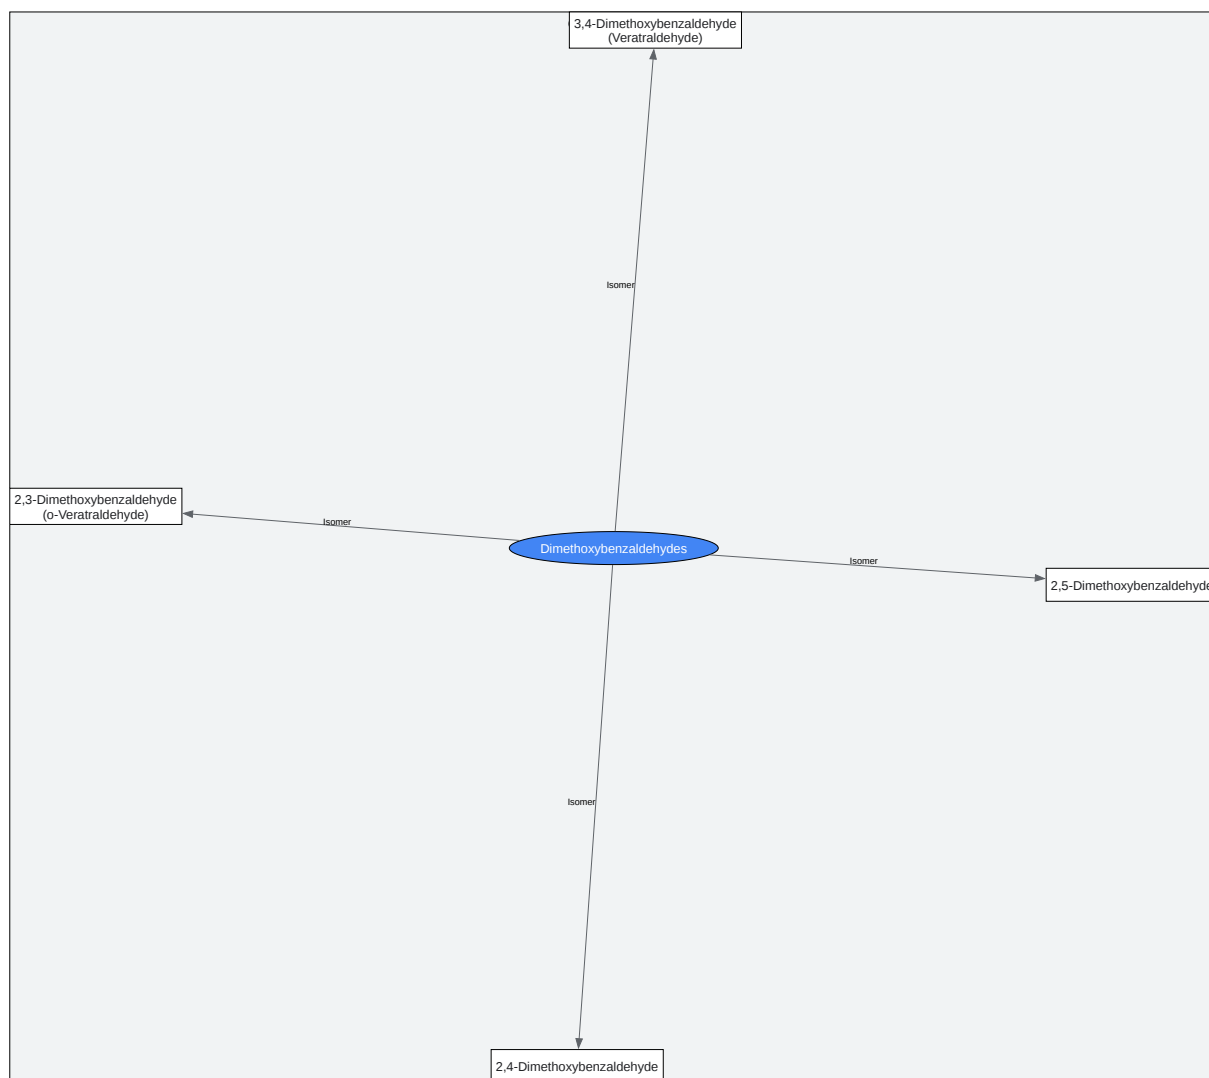 3,4-Dimethoxybenzaldehyde
(Veratraldehyde)
Isomer
2,3-Dimethoxybenzaldehyde
(o-Veratraldehyde)
Isomer
Dimethoxybenzaldehydes
Isomer
2,5-Dimethoxybenzaldehyde
Isomer
2,4-Dimethoxybenzaldehyde